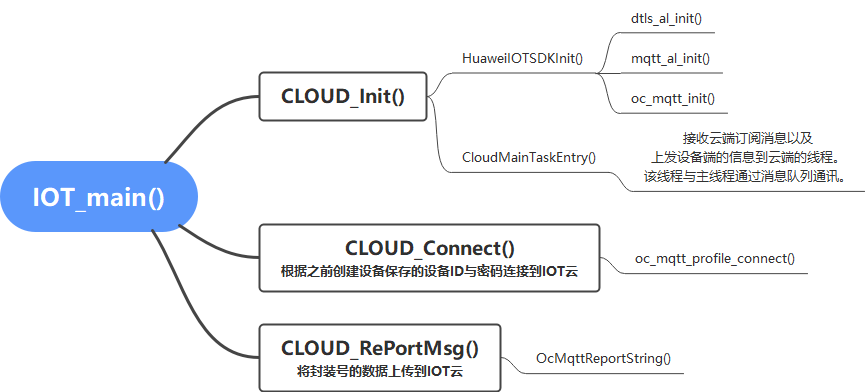 IOT_main()
CLOUD_Init()
HuaweiIOTSDKInit()
dtls_al_init()
mqtt_al_init()
oc_mqtt_init()
CloudMainTaskEntry()
接收云端订阅消息以及
上发设备端的信息到云端的线程。
该线程与主线程通过消息队列通讯。
CLOUD_Connect()
根据之前创建设备保存的设备ID与密码连接到IOT云
oc_mqtt_profile_connect()
CLOUD_RePortMsg()
将封装号的数据上传到IOT云
OcMqttReportString()